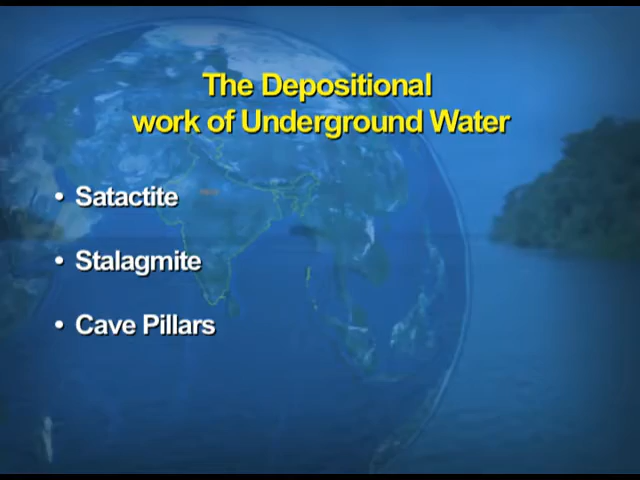 The Depositional
work of Underground Water
• Satactite
• Stalagmite
• Cave Pillars